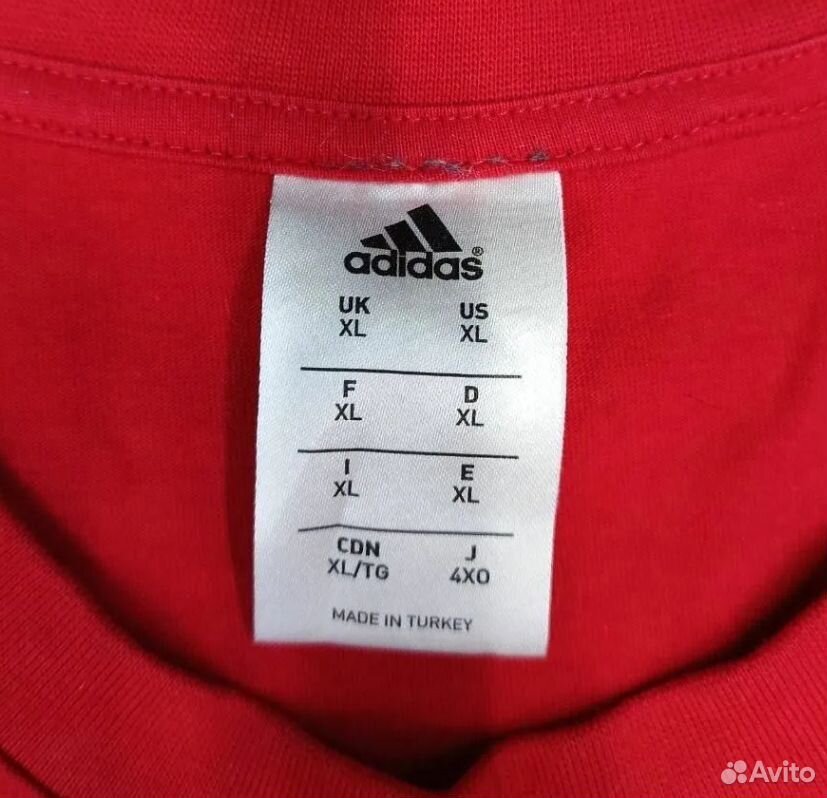 adidas®
UK US
XL XL
F D
XL XL
I E
XL XL
CDN J
XL/TG 4XO
MADE IN TURKEY
Avito